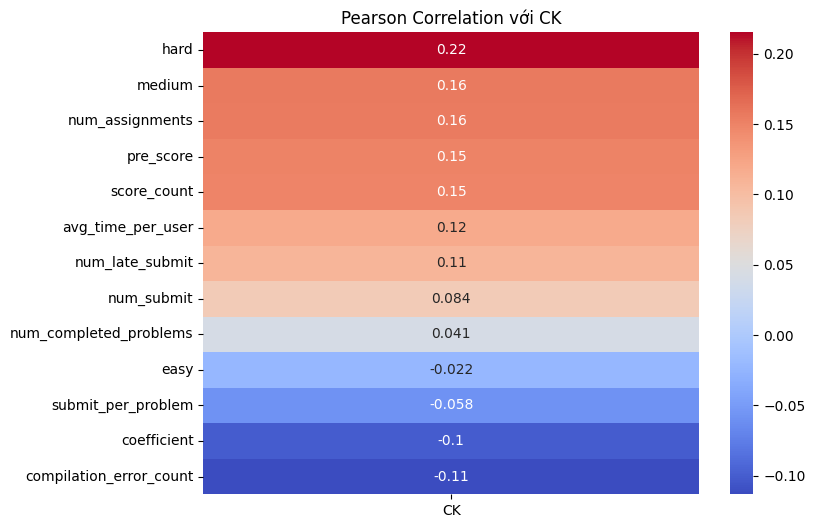 Pearson Correlation với CK
hard
0.22
medium
0.16
num_assignments
0.16
pre_score
0.15
score_count
0.15
avg_time_per_user
0.12
num_late_submit
0.11
num_submit
0.084
num_completed_problems
0.041
easy
-0.022
submit_per_problem
-0.058
coefficient
-0.1
compilation_error_count
-0.11
CK
0.20
0.15
0.10
0.05
0.00
−0.05
−0.10